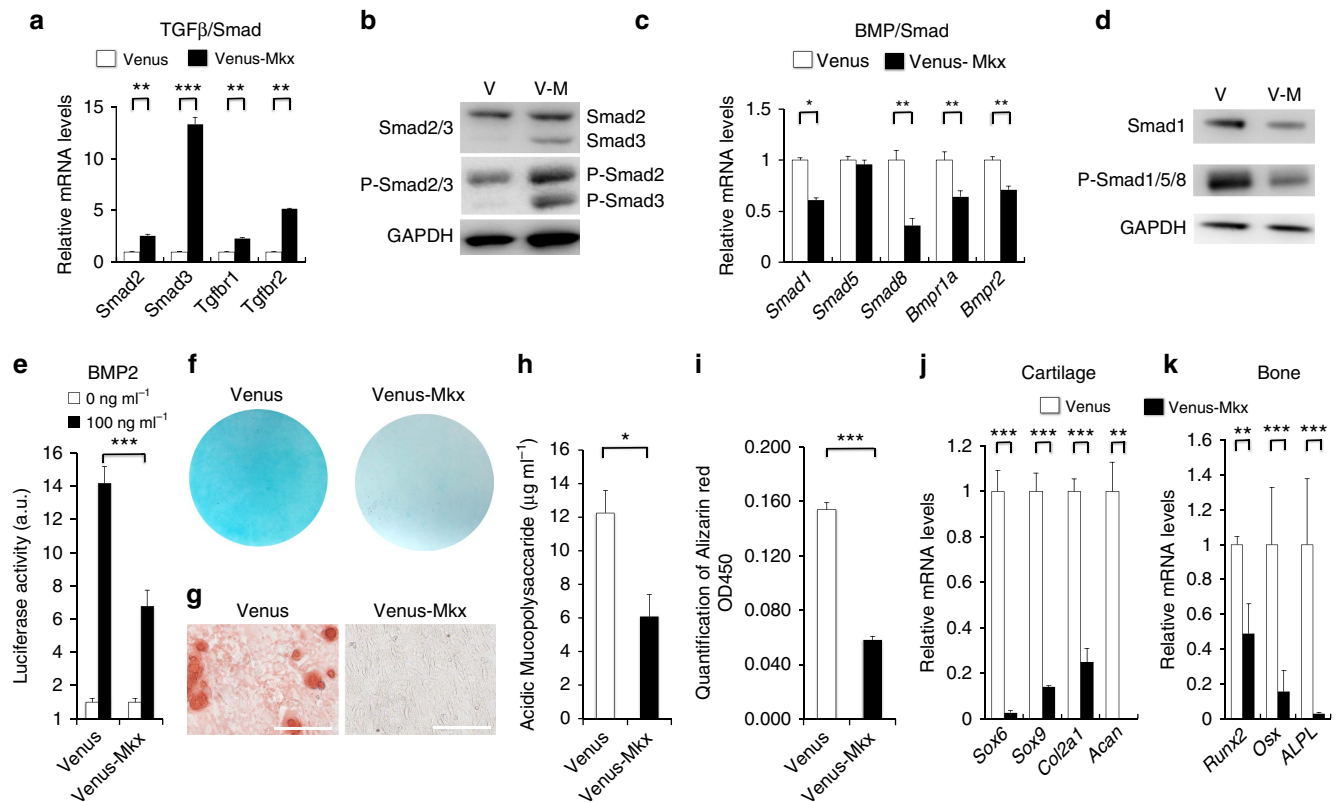 a
TGFβ/Smad
Venus
Venus-Mkx
** *** ** **
Relative mRNA levels
15
10
5
0
Smad2
Smad3
Tgfbr1
Tgfbr2
b
V V-M
Smad2/3
Smad2
Smad3
P-Smad2/3
P-Smad2
P-Smad3
GAPDH
c
BMP/Smad
Venus
Venus- Mkx
* ** ** **
Relative mRNA levels
1.5
1
0.5
0
Smad1
Smad5
Smad8
Bmpr1a
Bmpr2
d
V V-M
Smad1
P-Smad1/5/8
GAPDH
e
BMP2
0 ng ml⁻¹
100 ng ml⁻¹
***
Luciferase activity (a.u.)
16
14
12
10
8
6
4
2
1
Venus
Venus-Mkx
f
Venus
Venus-Mkx
g
Venus
Venus-Mkx
h
*
Acidic Mucopolysaccaride (μg ml⁻¹)
16
14
12
10
8
6
4
2
0
Venus
Venus-Mkx
i
***
Quantification of Alizarin red
OD450
0.200
0.160
0.120
0.080
0.040
0.000
Venus
Venus-Mkx
j
Cartilage
Venus
Venus-Mkx
*** *** *** **
Relative mRNA levels
1.2
1
0.8
0.6
0.4
0.2
0
Sox6
Sox9
Col2a1
Acan
k
Bone
** *** ***
Relative mRNA levels
1.6
1.4
1.2
1
0.8
0.6
0.4
0.2
0
Runx2
Osx
ALPL